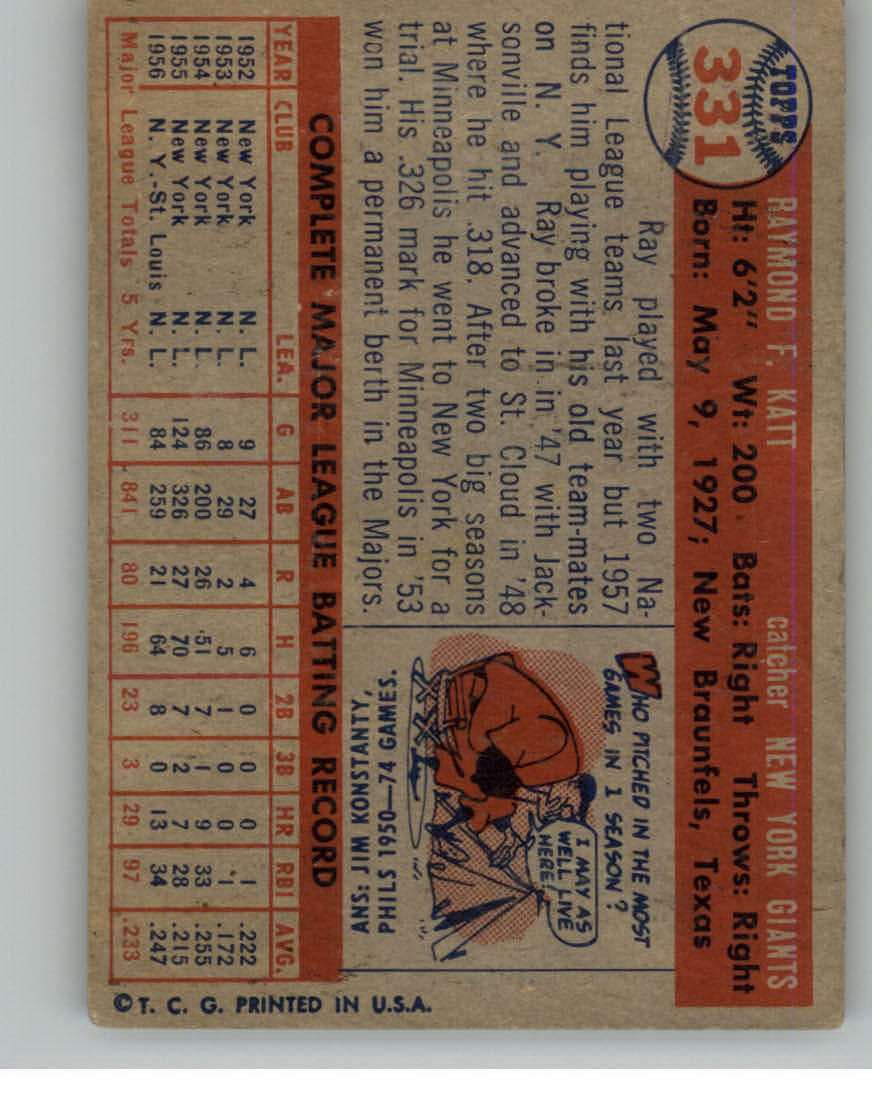 TOPPS
331
RAYMOND F. KATT catcher NEW YORK GIANTS
Ht: 6'2" Wt: 200 Bats: Right Throws: Right
Born: May 9, 1927; New Braunfels, Texas
Ray played with two Na-
tional League teams last year but 1957
finds him playing with his old team-mates
on N. Y. Ray broke in in '47 with Jack-
sonville and advanced to St. Cloud in '48
where he hit .318. After two big seasons
at Minneapolis he went to New York for a
trial. His .326 mark for Minneapolis in '53
won him a permanent berth in the Majors.
WHO PITCHED IN THE MOST
GAMES IN 1 SEASON?
I MAY AS
WELL LIVE
HERE!
ANS: JIM KONSTANTY,
PHILS 1950—74 GAMES.
COMPLETE MAJOR LEAGUE BATTING RECORD
YEAR CLUB LEA. G AB R H 2B 3B HR RBI AVG.
1952 New York N. L. 9 27 4 6 0 0 0 1 .222
1953 New York N. L. 8 29 2 5 1 0 0 1 .172
1954 New York N. L. 86 200 26 51 7 1 9 33 .255
1955 New York N. L. 124 326 27 70 7 2 7 28 .215
1956 N. Y.-St. Louis N. L. 84 259 21 64 8 0 13 34 .247
Major League Totals 5 Yrs. 311 841 80 196 23 3 29 97 .233
© T. C. G. PRINTED IN U.S.A.